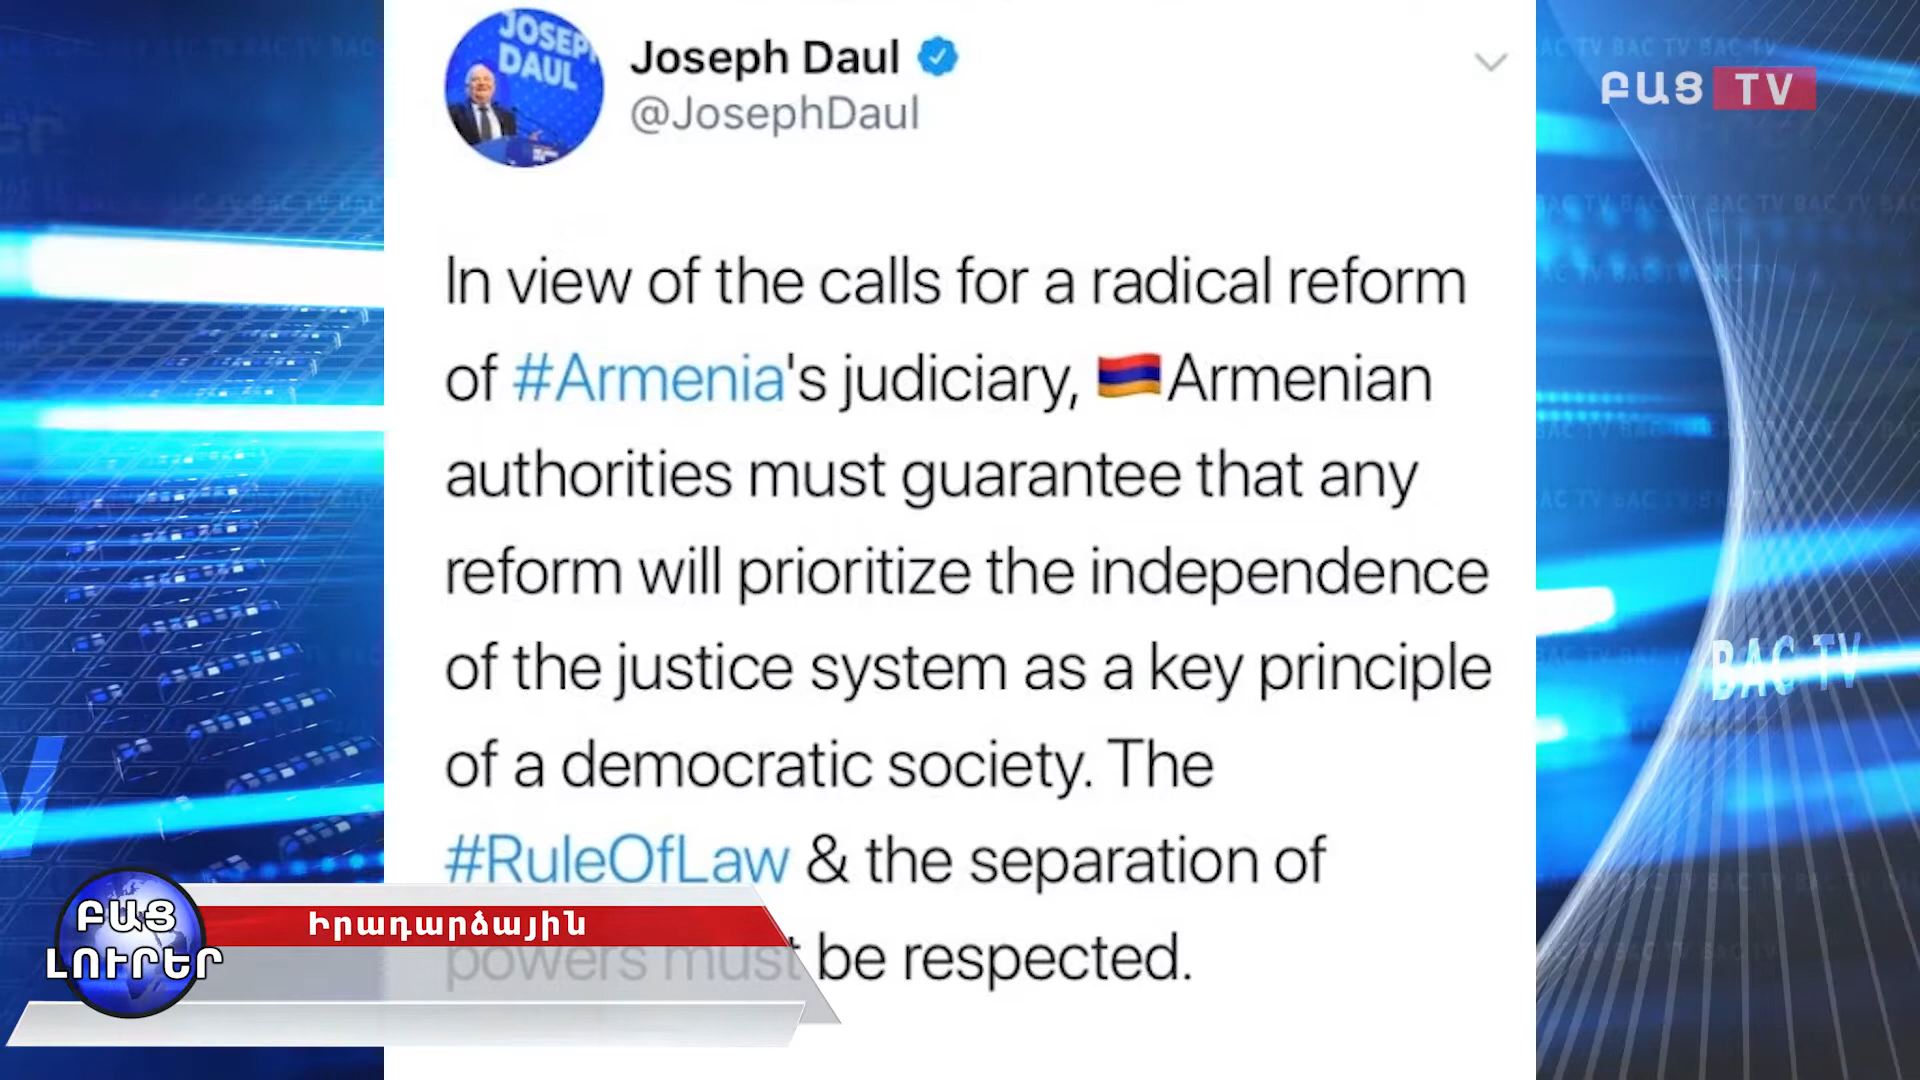 JOSEPH
DAUL
Joseph Daul
@JosephDaul
ԲԱՑ TV
In view of the calls for a radical reform
of #Armenia's judiciary, 🇦🇲Armenian
authorities must guarantee that any
reform will prioritize the independence
of the justice system as a key principle
of a democratic society. The
#RuleOfLaw & the separation of
powers must be respected.
BAC TV
ԲԱՑ
ԼՈՒՐԵՐ
Իրադարձային